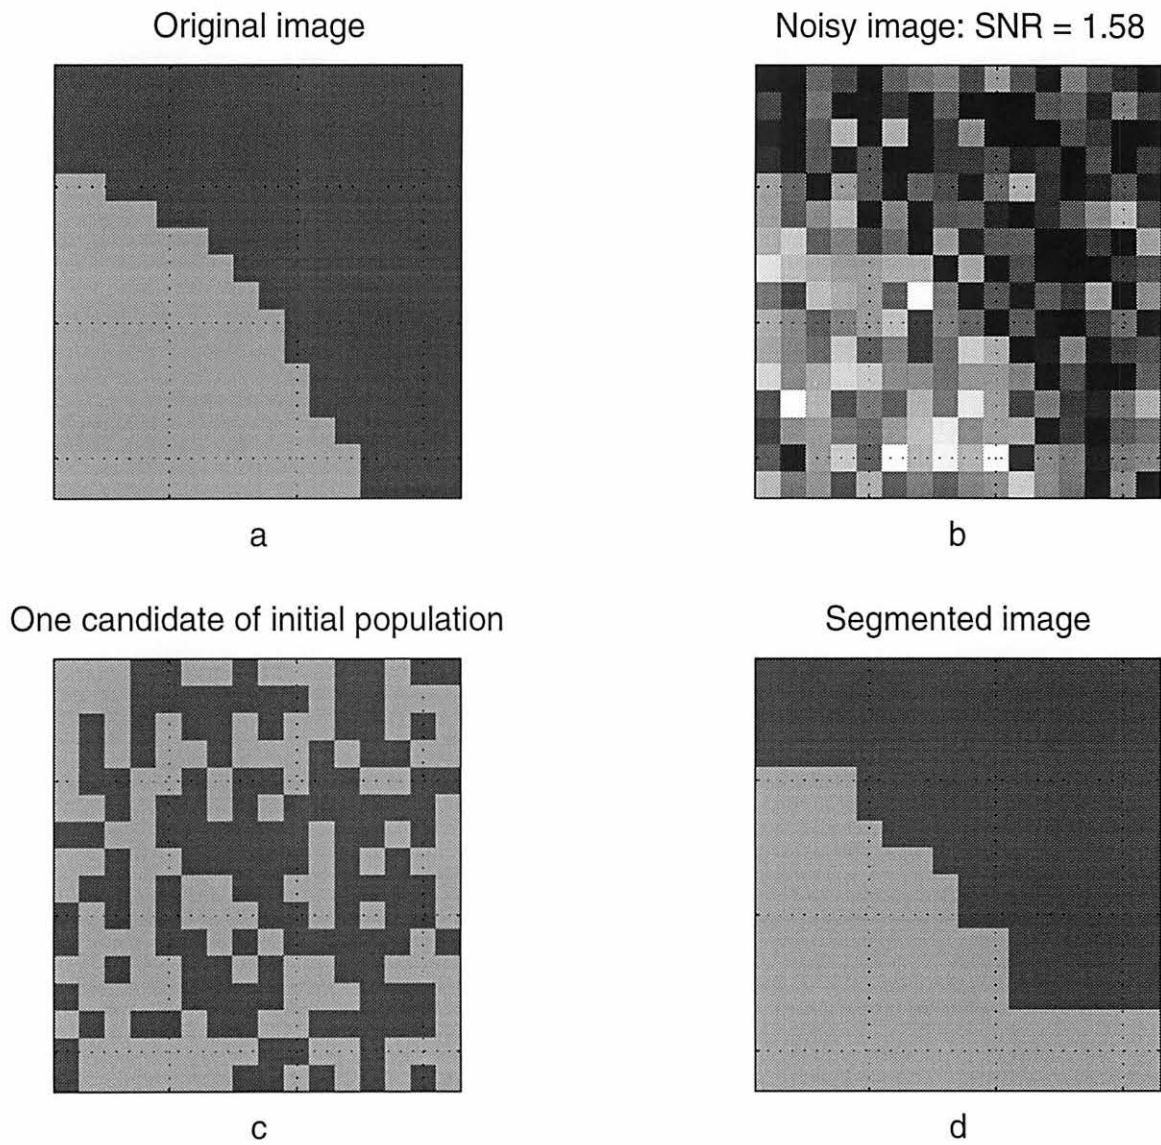 Original image
Noisy image: SNR = 1.58
a
b
One candidate of initial population
Segmented image
c
d